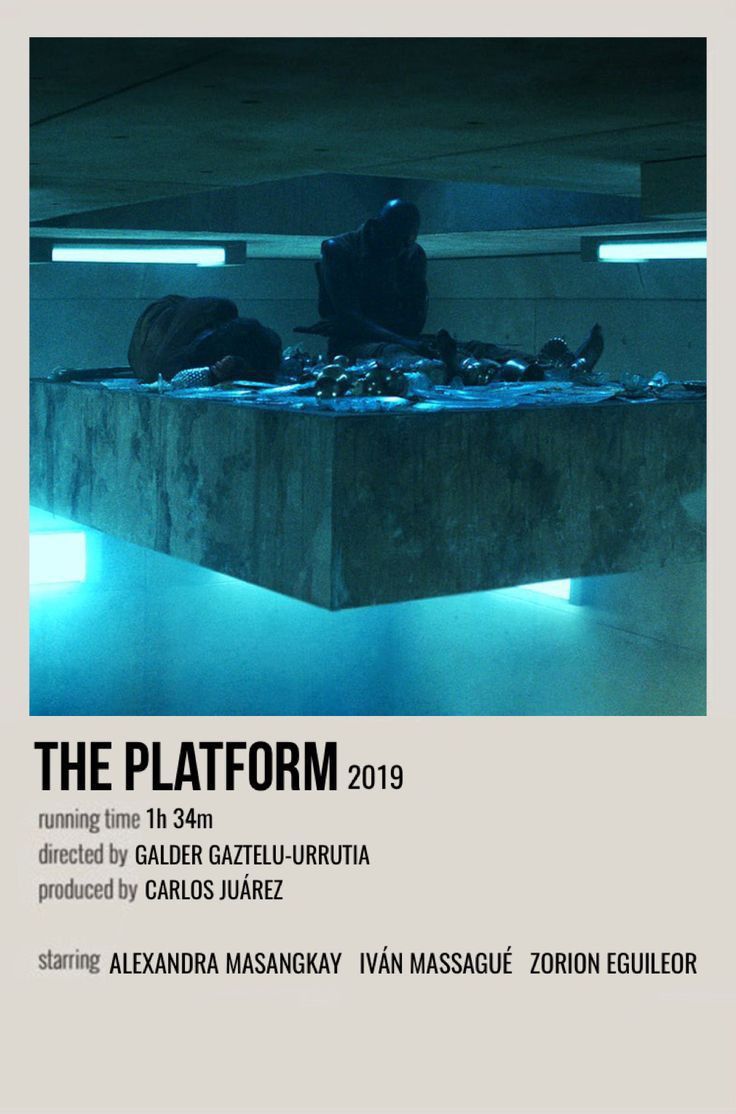 THE PLATFORM 2019
running time 1h 34m
directed by GALDER GAZTELU-URRUTIA
produced by CARLOS JUÁREZ
starring ALEXANDRA MASANGKAY IVÁN MASSAGUÉ ZORION EGUILEOR